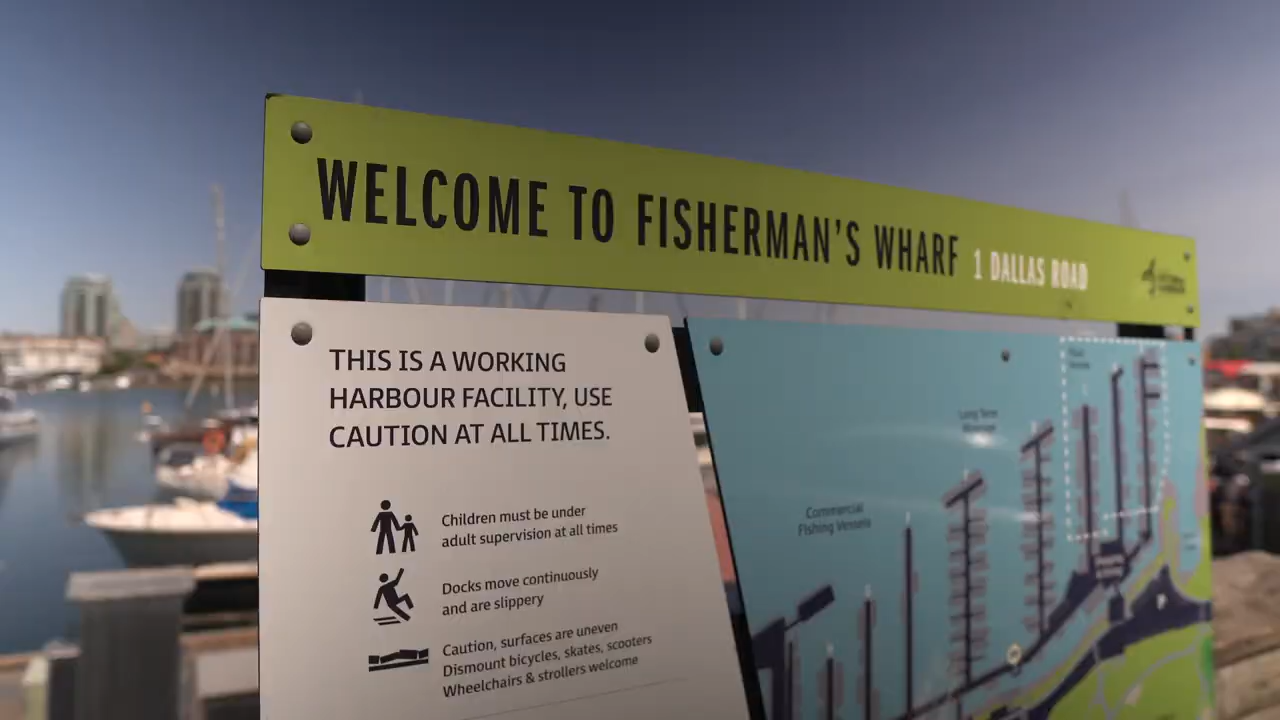 WELCOME TO FISHERMAN'S WHARF 1 DALLAS ROAD
THIS IS A WORKING
HARBOUR FACILITY, USE
CAUTION AT ALL TIMES.
Children must be under
adult supervision at all times
Docks move continuously
and are slippery
Caution, surfaces are uneven
Dismount bicycles, skates, scooters
Wheelchairs & strollers welcome
Commercial
Fishing Vessels
Long Term
Moorage
P